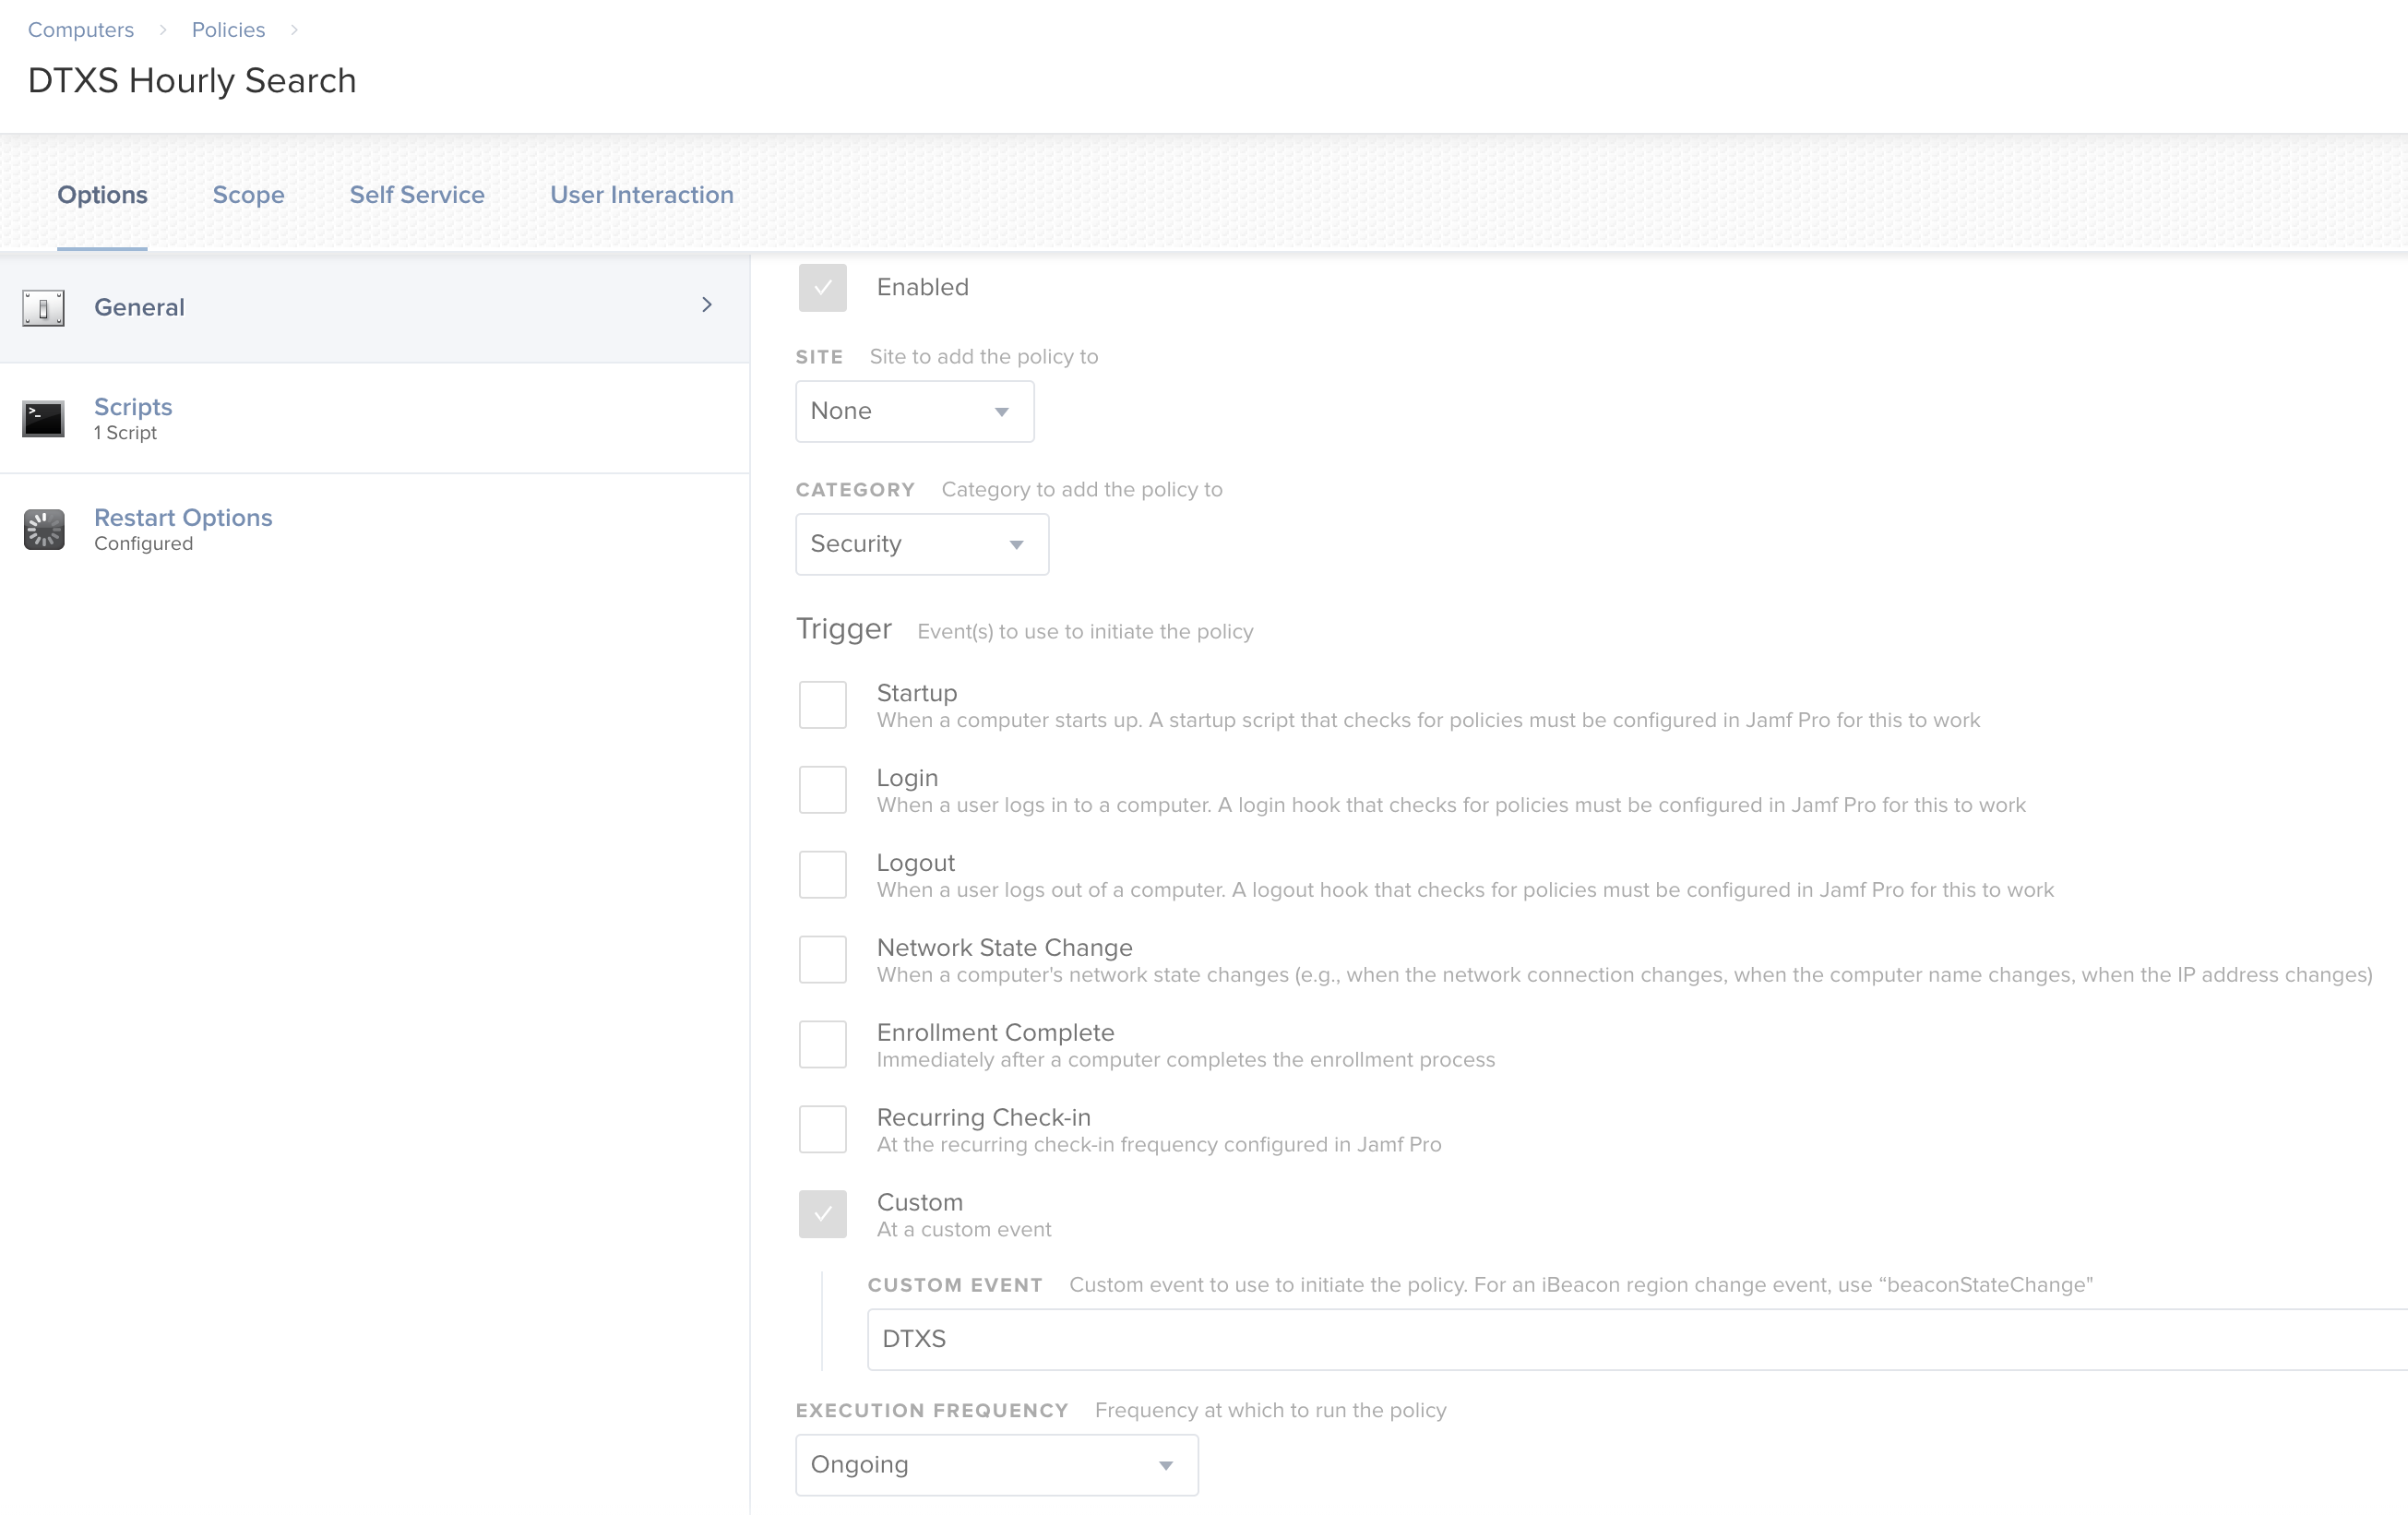 Computers > Policies >
DTXS Hourly Search
Options Scope Self Service User Interaction
General
Scripts
1 Script
Restart Options
Configured
Enabled
SITE Site to add the policy to
None
CATEGORY Category to add the policy to
Security
Trigger Event(s) to use to initiate the policy
Startup
When a computer starts up. A startup script that checks for policies must be configured in Jamf Pro for this to work
Login
When a user logs in to a computer. A login hook that checks for policies must be configured in Jamf Pro for this to work
Logout
When a user logs out of a computer. A logout hook that checks for policies must be configured in Jamf Pro for this to work
Network State Change
When a computer's network state changes (e.g., when the network connection changes, when the computer name changes, when the IP address changes)
Enrollment Complete
Immediately after a computer completes the enrollment process
Recurring Check-in
At the recurring check-in frequency configured in Jamf Pro
Custom
At a custom event
CUSTOM EVENT Custom event to use to initiate the policy. For an iBeacon region change event, use “beaconStateChange"
DTXS
EXECUTION FREQUENCY Frequency at which to run the policy
Ongoing